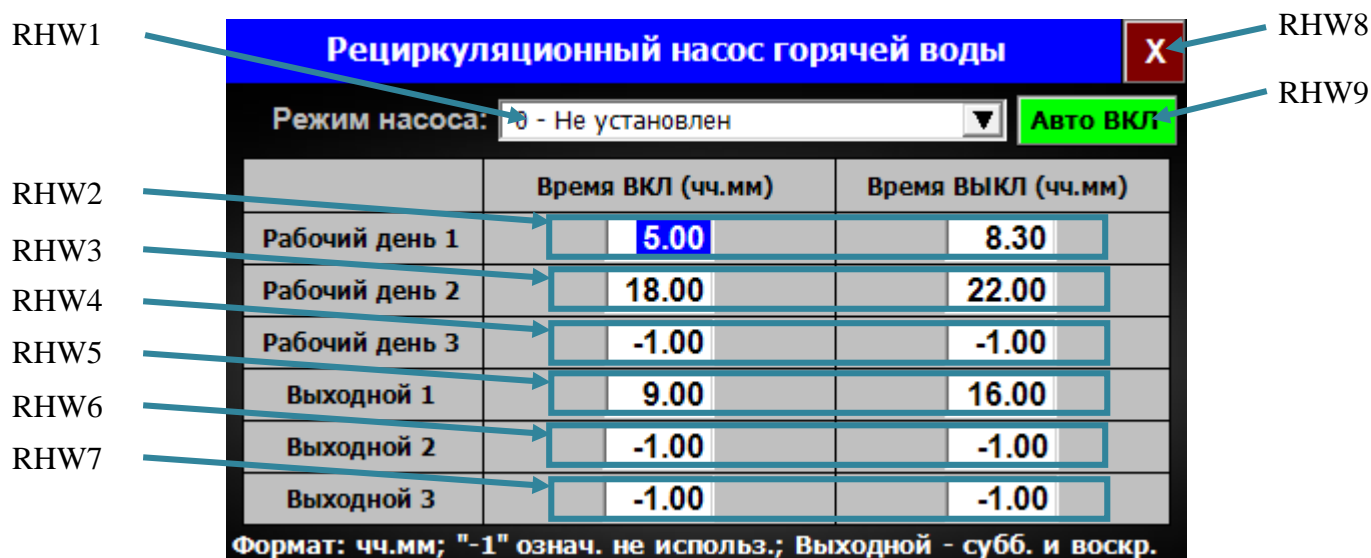 RHW1
RHW8
Рециркуляционный насос горячей воды X
RHW9
Режим насоса: 0 - Не установлен ▼ Авто ВКЛ
Время ВКЛ (чч.мм) Время ВЫКЛ (чч.мм)
RHW2
Рабочий день 1 5.00 8.30
RHW3
Рабочий день 2 18.00 22.00
RHW4
Рабочий день 3 -1.00 -1.00
RHW5
Выходной 1 9.00 16.00
RHW6
Выходной 2 -1.00 -1.00
RHW7
Выходной 3 -1.00 -1.00
Формат: чч.мм; "-1" означ. не использ.; Выходной - субб. и воскр.